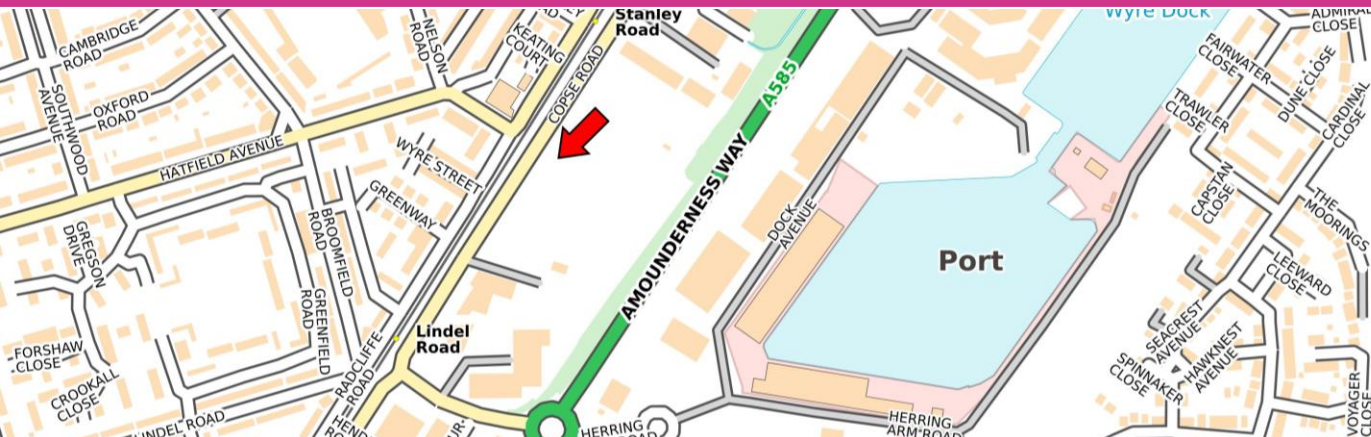 Stanley
Road
Wyre Dock
ADMIRAL
CLOSE
CAMBRIDGE
ROAD
NELSON
ROAD
KEATING
COURT
COPSE ROAD
A585
FAIRWATER
CLOSE
DUNE CLOSE
CARDINAL
CLOSE
TRAWLER
CLOSE
SOUTHWOOD
AVENUE
OXFORD
ROAD
HATFIELD AVENUE
WYRE STREET
GREENWAY
AMOUNDERNESS WAY
DOCK
AVENUE
CAPSTAN
CLOSE
THE
MOORINGS
GREGSON
DRIVE
BROOMFIELD
ROAD
GREENFIELD
ROAD
Port
LEEWARD
CLOSE
SEACREST
AVENUE
HAWKNEST
AVENUE
SPINNAKER
CLOSE
Lindel
Road
FORSHAW
CLOSE
CROOKALL
CLOSE
RADCLIFFE
ROAD
LINDEL ROAD
HERRING
HERRING
ARM ROAD
VOYAGER
CLOSE